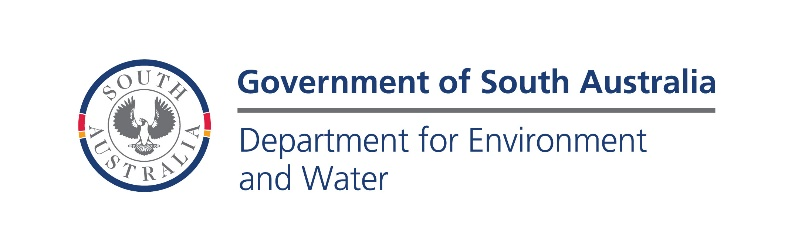 SOUTH
AUSTRALIA
Government of South Australia
Department for Environment
and Water